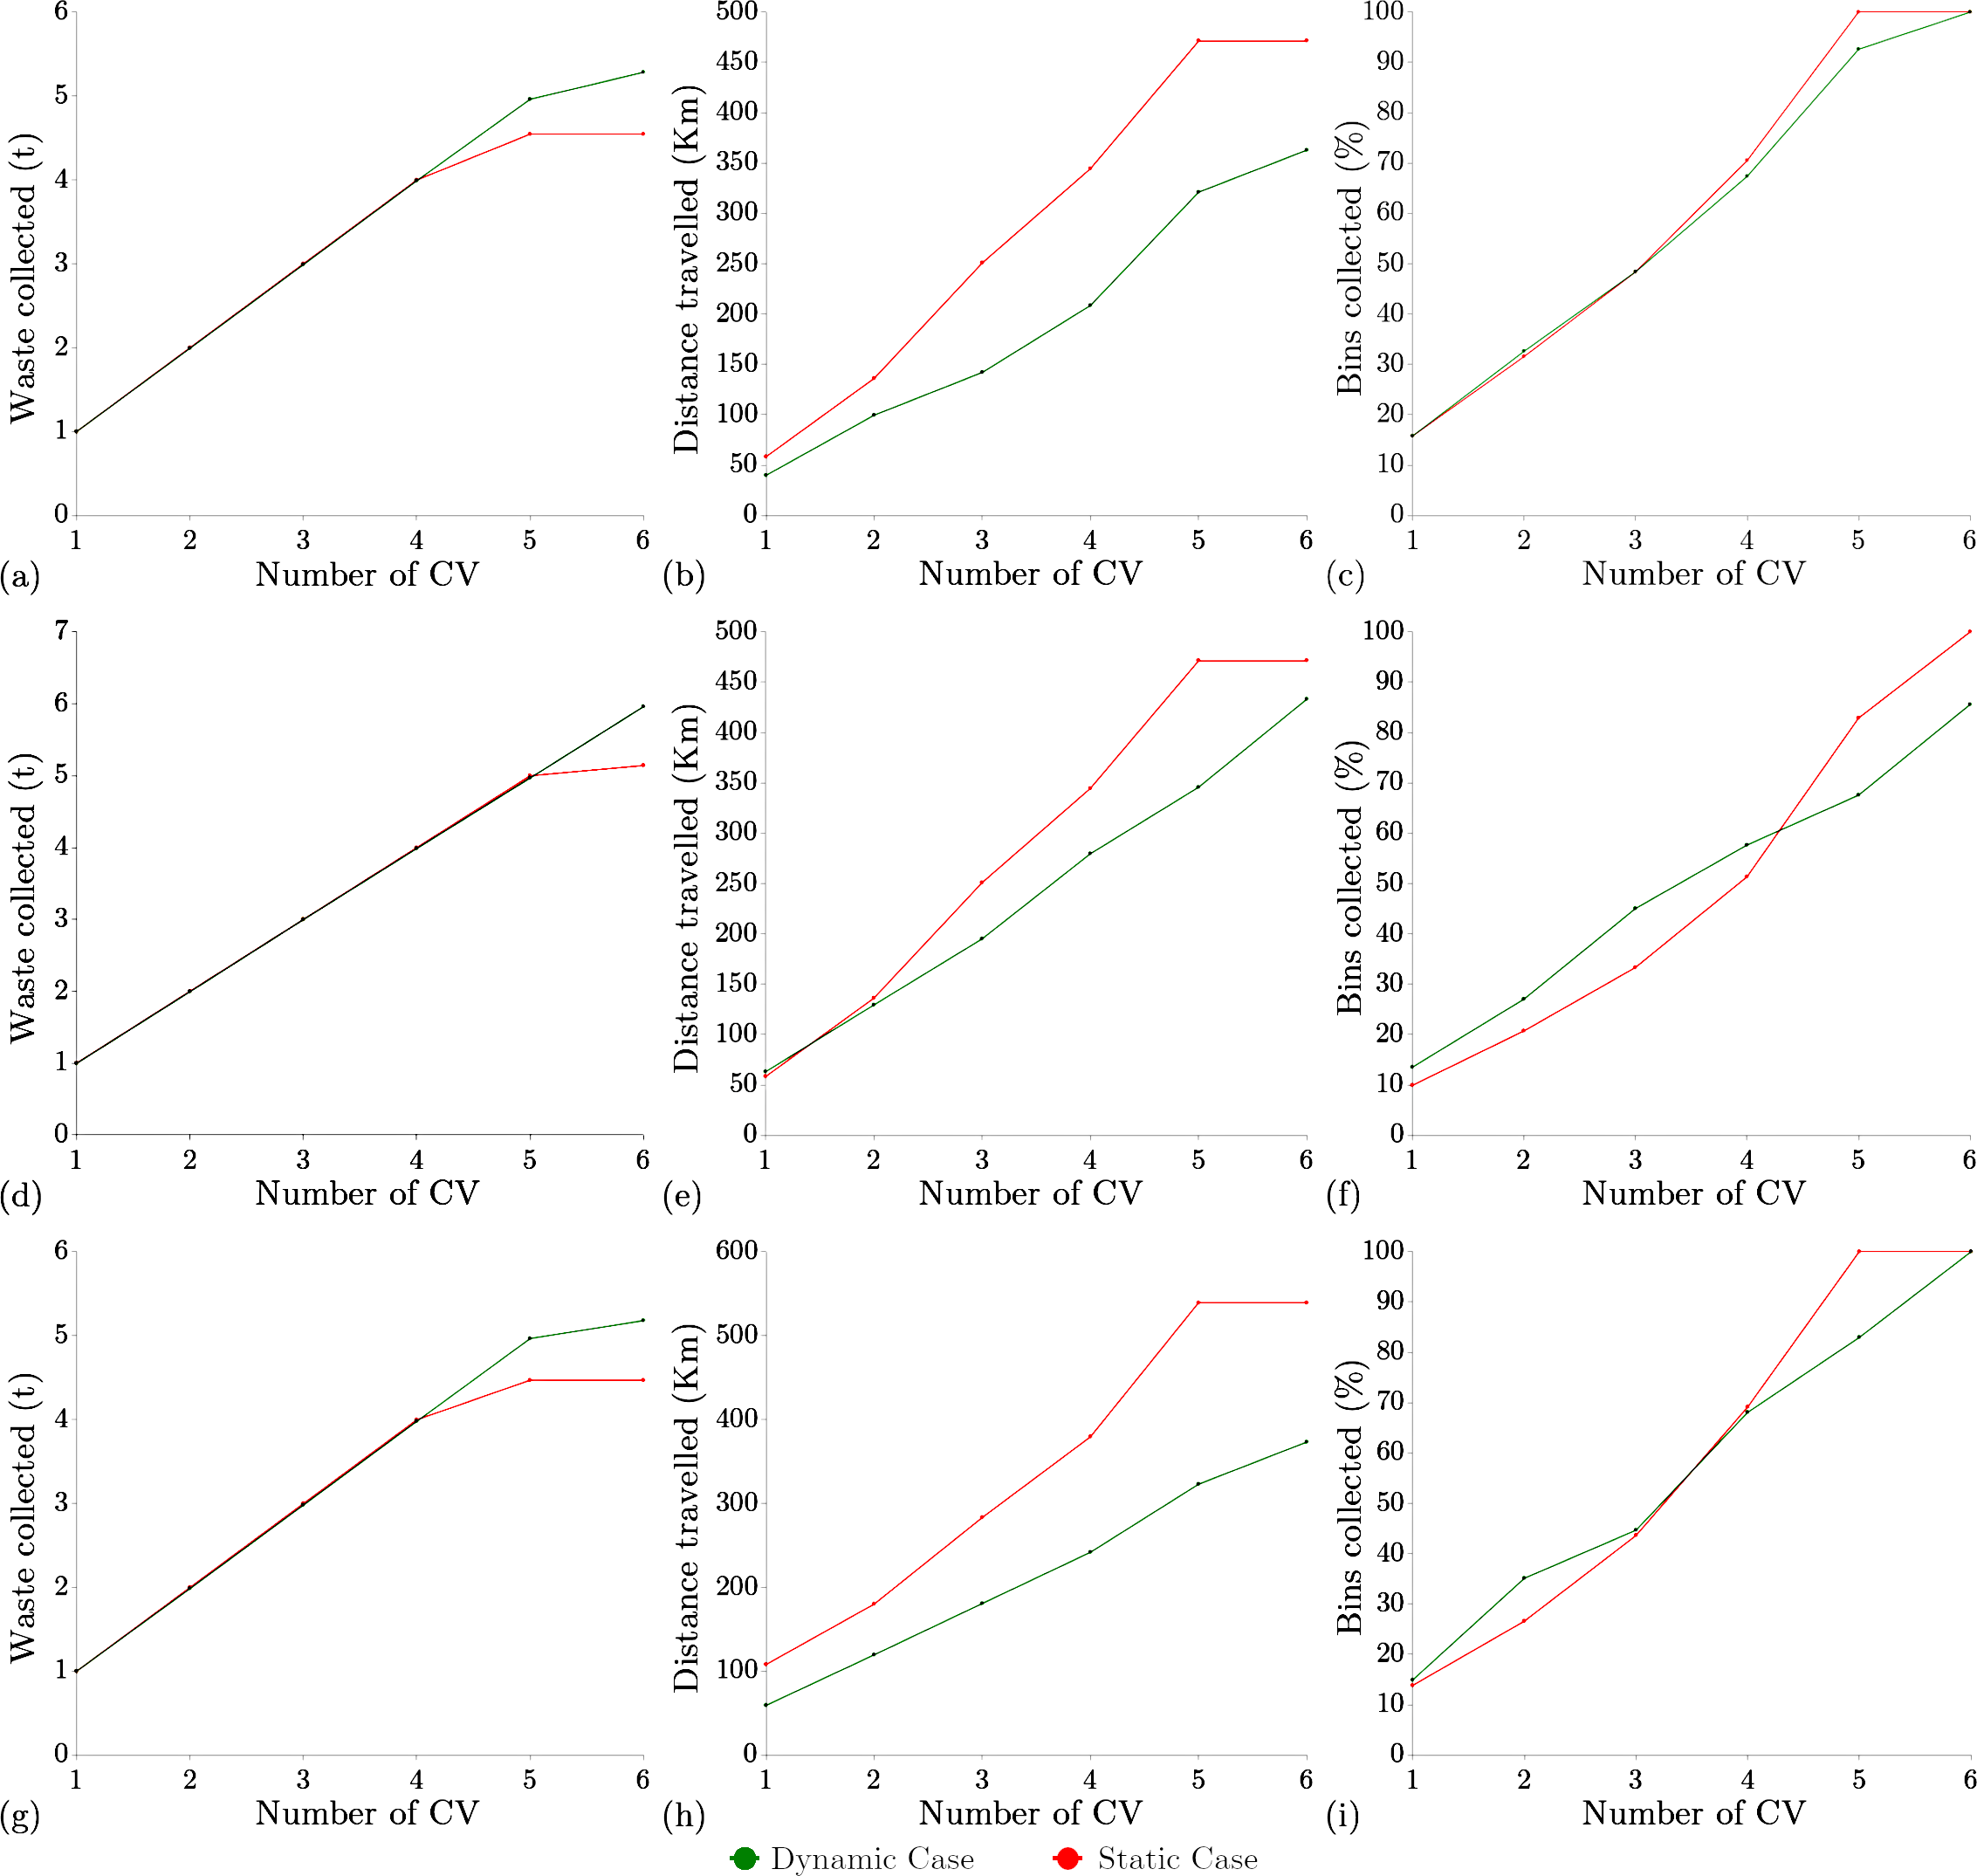 Waste collected (t)
6
5
4
3
2
1
0
1 2 3 4 5 6
Number of CV
(a)
Distance travelled (Km)
500
450
400
350
300
250
200
150
100
50
0
1 2 3 4 5 6
Number of CV
(b)
Bins collected (%)
100
90
80
70
60
50
40
30
20
10
0
1 2 3 4 5 6
Number of CV
(c)
Waste collected (t)
7
6
5
4
3
2
1
0
1 2 3 4 5 6
Number of CV
(d)
Distance travelled (Km)
500
450
400
350
300
250
200
150
100
50
0
1 2 3 4 5 6
Number of CV
(e)
Bins collected (%)
100
90
80
70
60
50
40
30
20
10
0
1 2 3 4 5 6
Number of CV
(f)
Waste collected (t)
6
5
4
3
2
1
0
1 2 3 4 5 6
Number of CV
(g)
Distance travelled (Km)
600
500
400
300
200
100
0
1 2 3 4 5 6
Number of CV
(h)
Bins collected (%)
100
90
80
70
60
50
40
30
20
10
0
1 2 3 4 5 6
Number of CV
(i)
Dynamic Case
Static Case